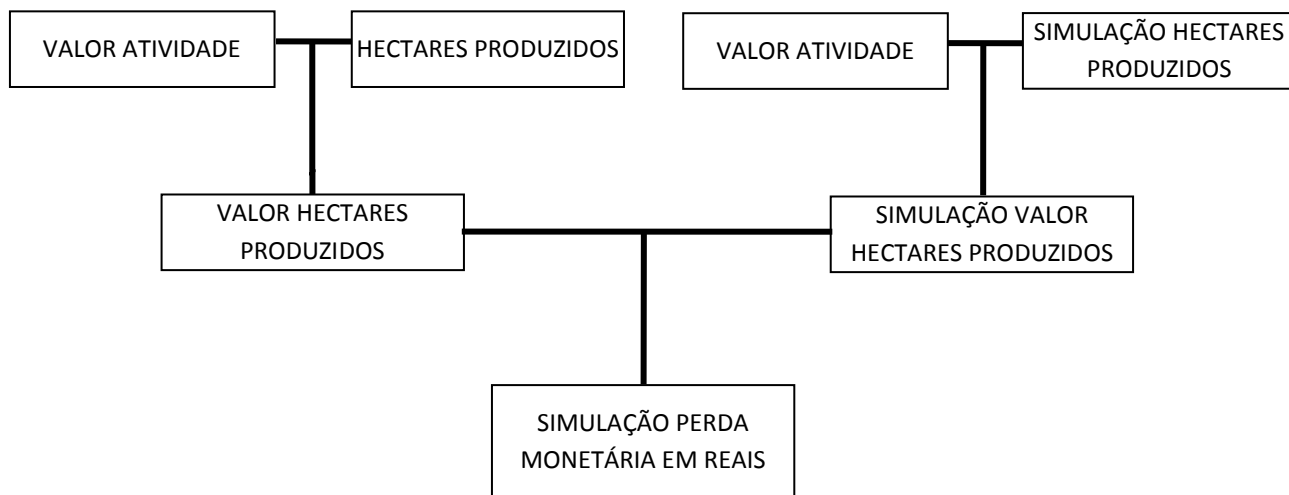 VALOR ATIVIDADE
HECTARES PRODUZIDOS
VALOR ATIVIDADE
SIMULAÇÃO HECTARES
PRODUZIDOS
VALOR HECTARES
PRODUZIDOS
SIMULAÇÃO VALOR
HECTARES PRODUZIDOS
SIMULAÇÃO PERDA
MONETÁRIA EM REAIS